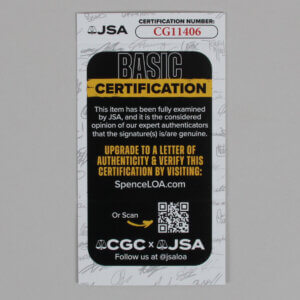 JSA
CERTIFICATION NUMBER:
CG11406
BASIC
CERTIFICATION
This item has been fully examined
by JSA, and it is the considered
opinion of our expert authenticators
that the signature(s) is/are genuine.
UPGRADE TO A LETTER OF
AUTHENTICITY & VERIFY THIS
CERTIFICATION BY VISITING:
SpenceLOA.com
Or Scan
CGC x JSA
Follow us at @jsaloa